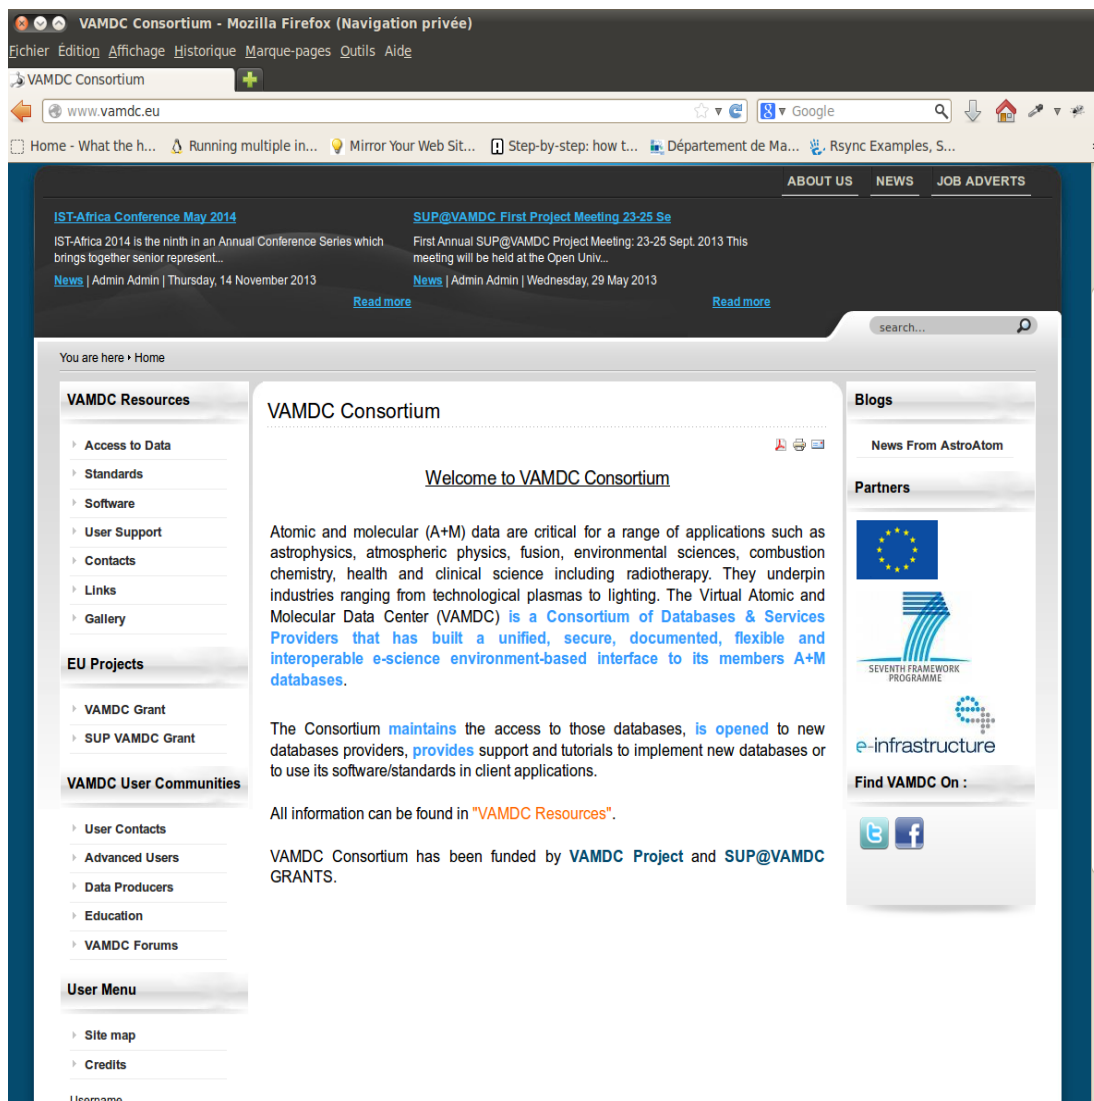 VAMDC Consortium - Mozilla Firefox (Navigation privée)
Fichier Édition Affichage Historique Marque-pages Outils Aide
VAMDC Consortium
www.vamdc.eu
Google
Home - What the h... Running multiple in... Mirror Your Web Sit... Step-by-step: how t... Département de Ma... Rsync Examples, S...
ABOUT US NEWS JOB ADVERTS
IST-Africa Conference May 2014
IST-Africa 2014 is the ninth in an Annual Conference Series which
brings together senior represent...
News | Admin Admin | Thursday, 14 November 2013
Read more
SUP@VAMDC First Project Meeting 23-25 Se
First Annual SUP@VAMDC Project Meeting: 23-25 Sept. 2013 This
meeting will be held at the Open Univ...
News | Admin Admin | Wednesday, 29 May 2013
Read more
search...
You are here Home
VAMDC Resources
Access to Data
Standards
Software
User Support
Contacts
Links
Gallery
EU Projects
VAMDC Grant
SUP VAMDC Grant
VAMDC User Communities
User Contacts
Advanced Users
Data Producers
Education
VAMDC Forums
User Menu
Site map
Credits
Username
VAMDC Consortium
Welcome to VAMDC Consortium
Atomic and molecular (A+M) data are critical for a range of applications such as
astrophysics, atmospheric physics, fusion, environmental sciences, combustion
chemistry, health and clinical science including radiotherapy. They underpin
industries ranging from technological plasmas to lighting. The Virtual Atomic and
Molecular Data Center (VAMDC) is a Consortium of Databases & Services
Providers that has built a unified, secure, documented, flexible and
interoperable e-science environment-based interface to its members A+M
databases.
The Consortium maintains the access to those databases, is opened to new
databases providers, provides support and tutorials to implement new databases or
to use its software/standards in client applications.
All information can be found in "VAMDC Resources".
VAMDC Consortium has been funded by VAMDC Project and SUP@VAMDC
GRANTS.
Blogs
News From AstroAtom
Partners
SEVENTH FRAMEWORK
PROGRAMME
e-infrastructure
Find VAMDC On :